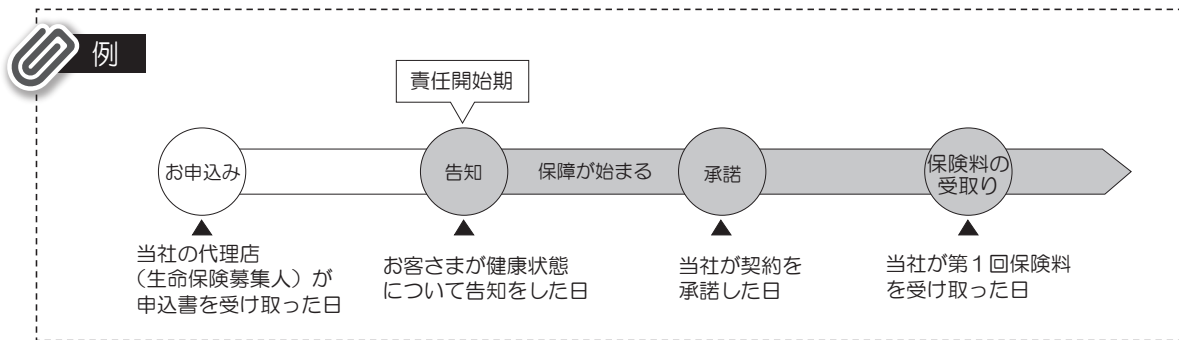 例
責任開始期
お申込み
告知
保障が始まる
承諾
保険料の
受取り
当社の代理店
（生命保険募集人）が
申込書を受け取った日
お客さまが健康状態
について告知をした日
当社が契約を
承諾した日
当社が第１回保険料
を受け取った日